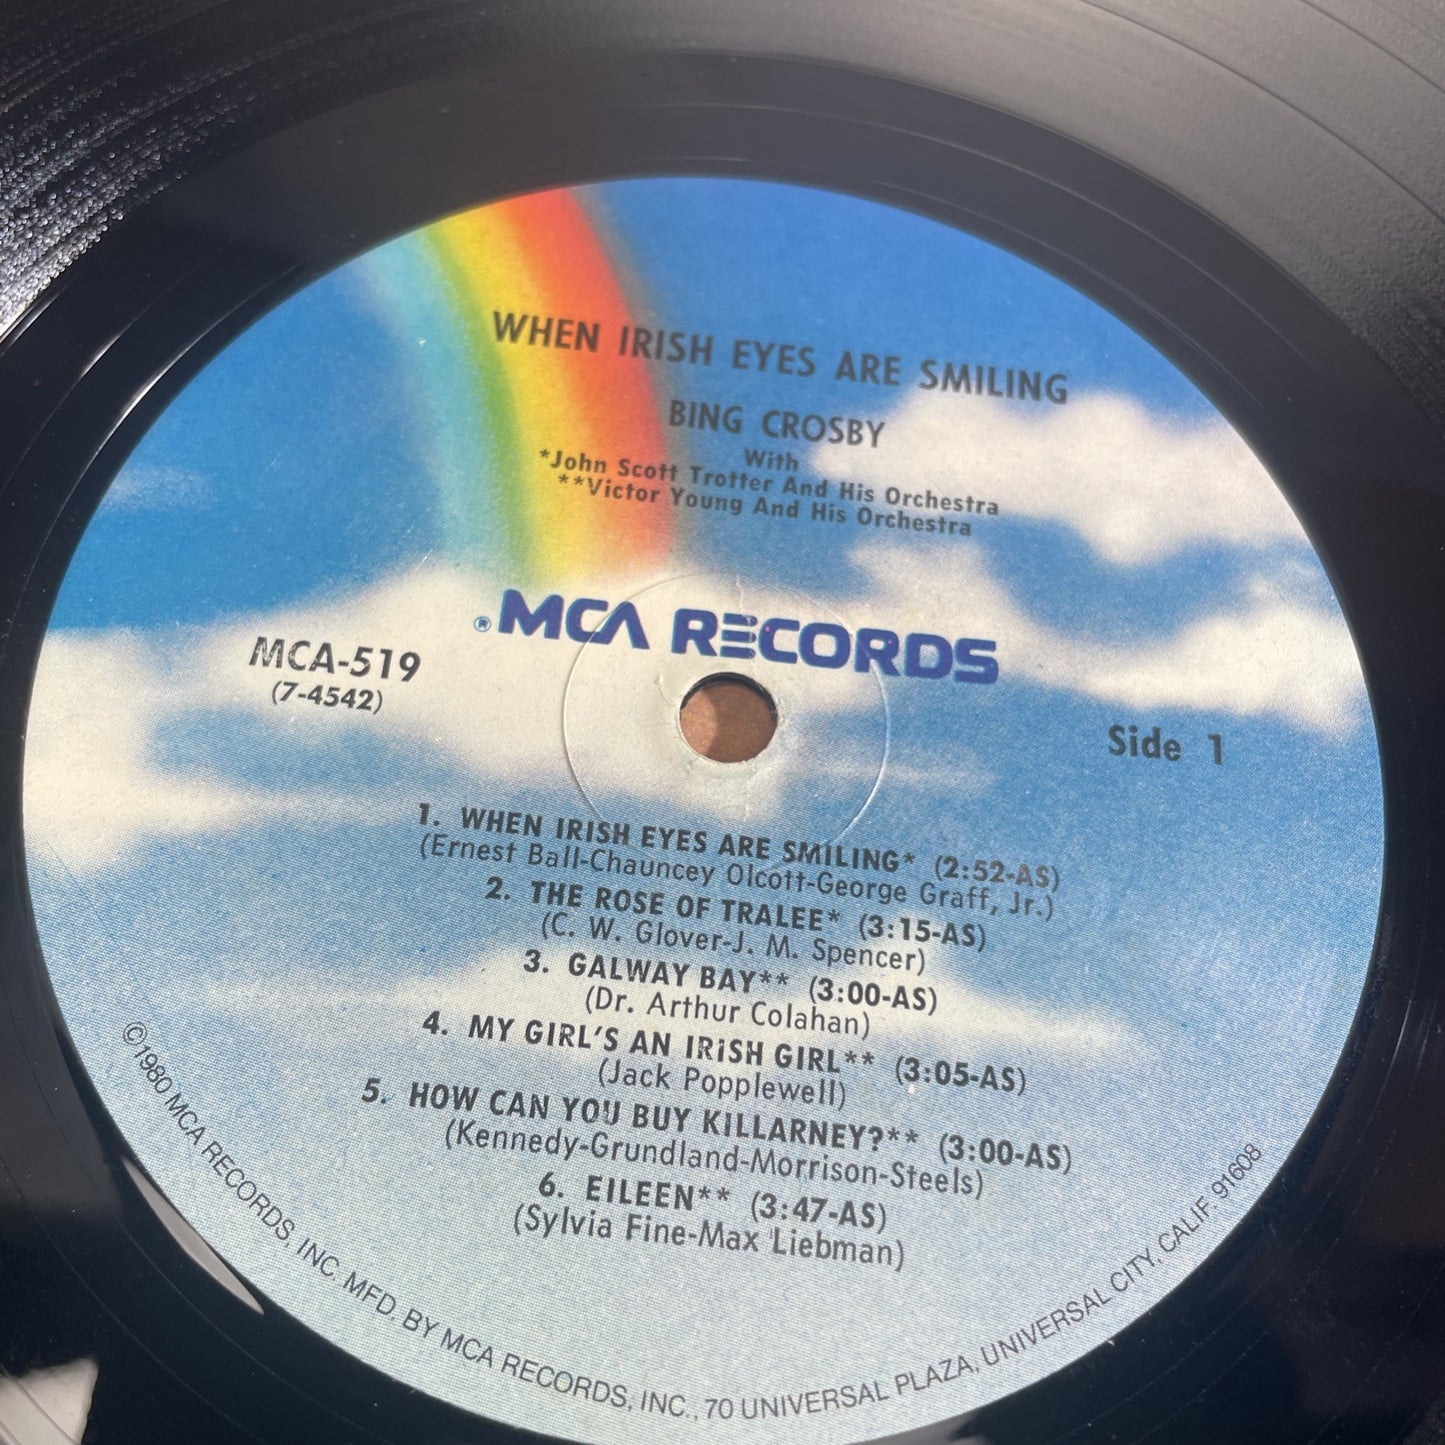 WHEN IRISH EYES ARE SMILING
BING CROSBY
With
*John Scott Trotter And His Orchestra
**Victor Young And His Orchestra
® MCA RECORDS
MCA-519
(7-4542)
Side 1
1. WHEN IRISH EYES ARE SMILING* (2:52-AS)
(Ernest Ball-Chauncey Olcott-George Graff, Jr.)
2. THE ROSE OF TRALEE* (3:15-AS)
(C. W. Glover-J. M. Spencer)
3. GALWAY BAY** (3:00-AS)
(Dr. Arthur Colahan)
4. MY GIRL'S AN IRISH GIRL** (3:05-AS)
(Jack Popplewell)
5. HOW CAN YOU BUY KILLARNEY?** (3:00-AS)
(Kennedy-Grundland-Morrison-Steels)
6. EILEEN** (3:47-AS)
(Sylvia Fine-Max Liebman)
©1980 MCA RECORDS, INC. MFD. BY MCA RECORDS, INC., 70 UNIVERSAL PLAZA, UNIVERSAL CITY, CALIF. 91608